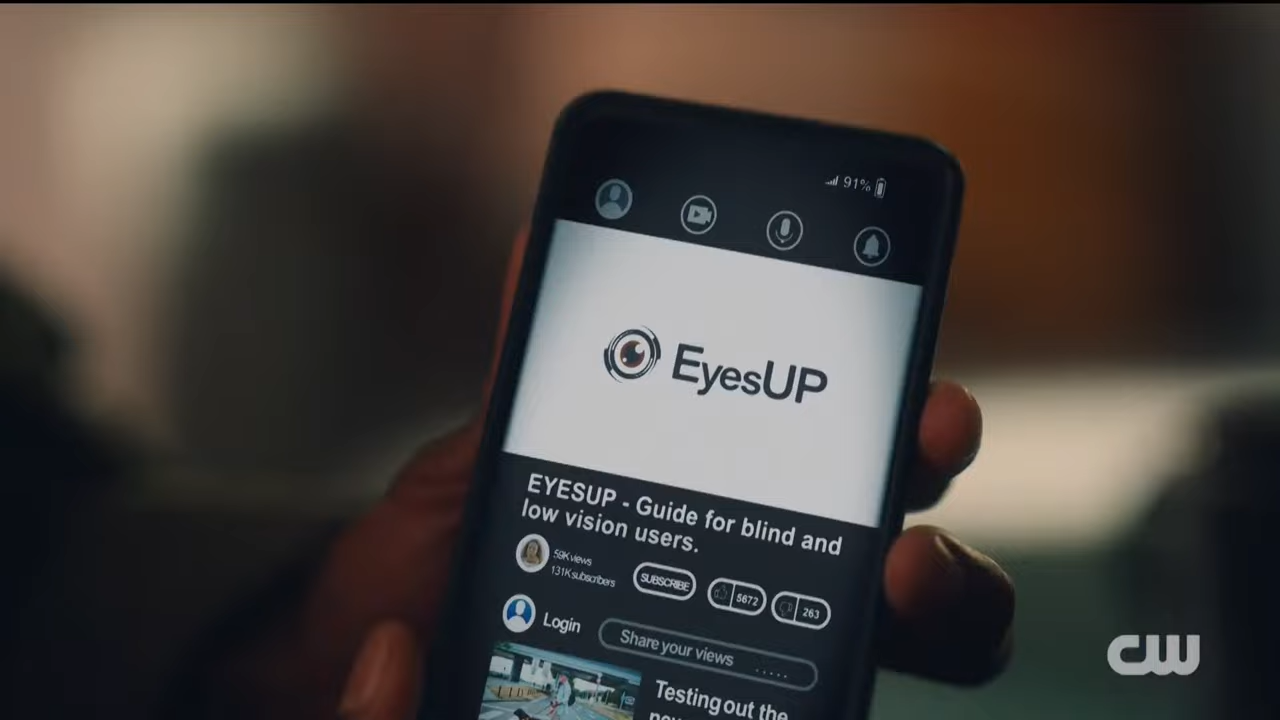 91%
EyesUP
EYESUP - Guide for blind and
low vision users.
59K views
131K subscribers
SUBSCRIBE
5672
263
Login
Share your views .....
Testing out the
CW